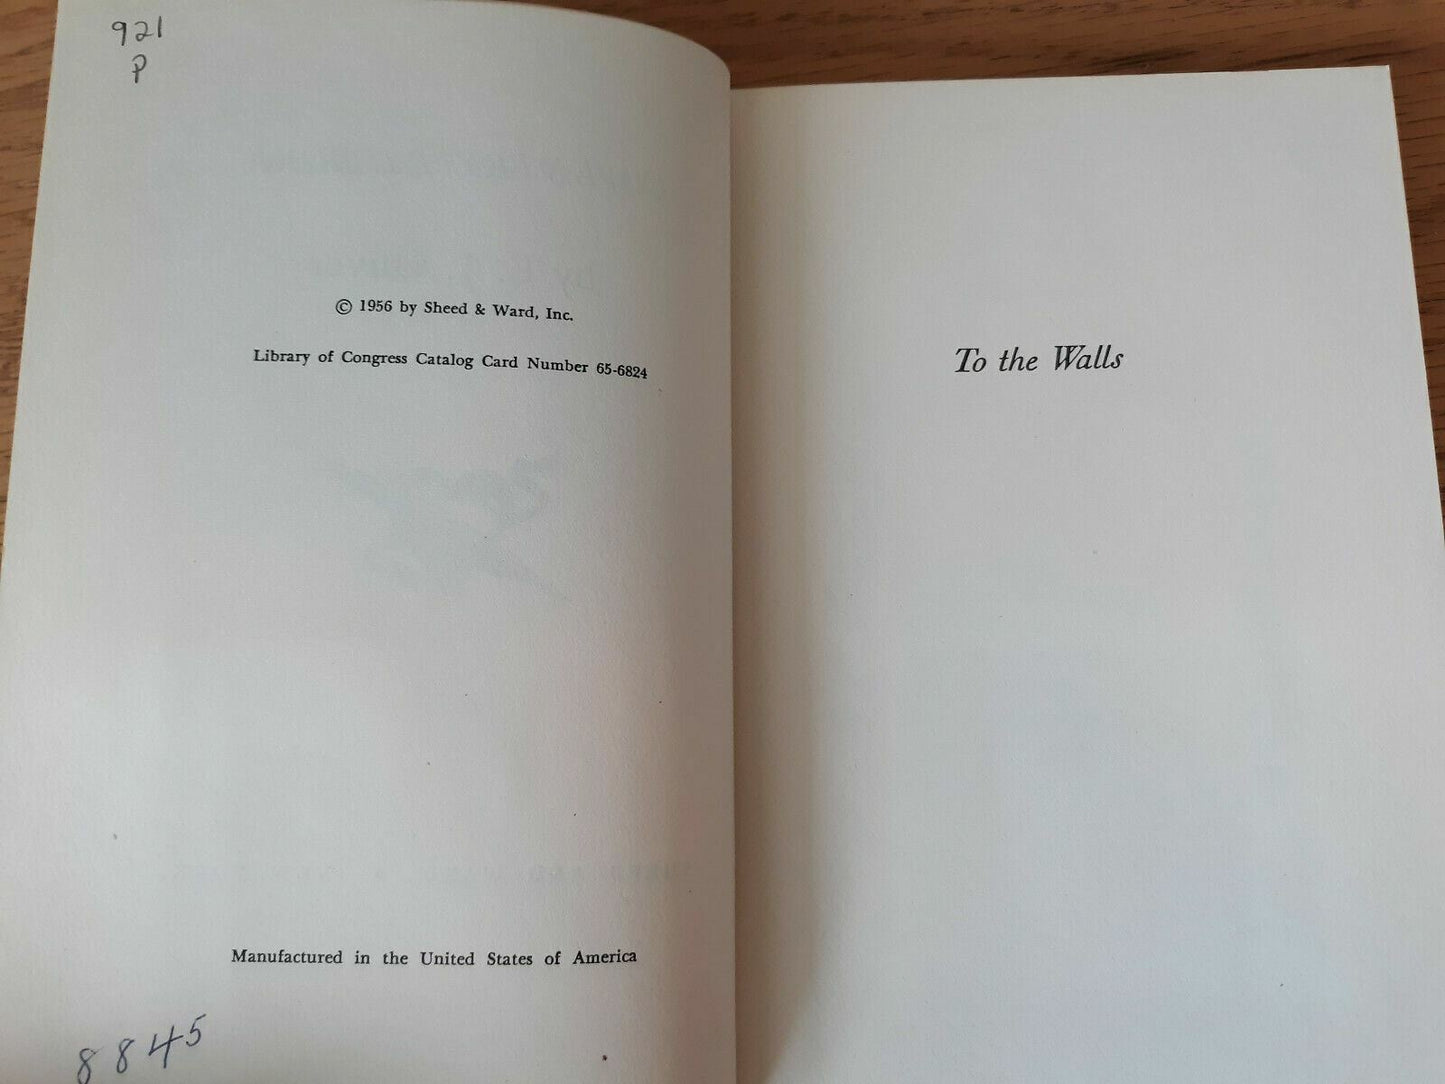 921
P
© 1956 by Sheed & Ward, Inc.
Library of Congress Catalog Card Number 65-6824
Manufactured in the United States of America
8845
To the Walls